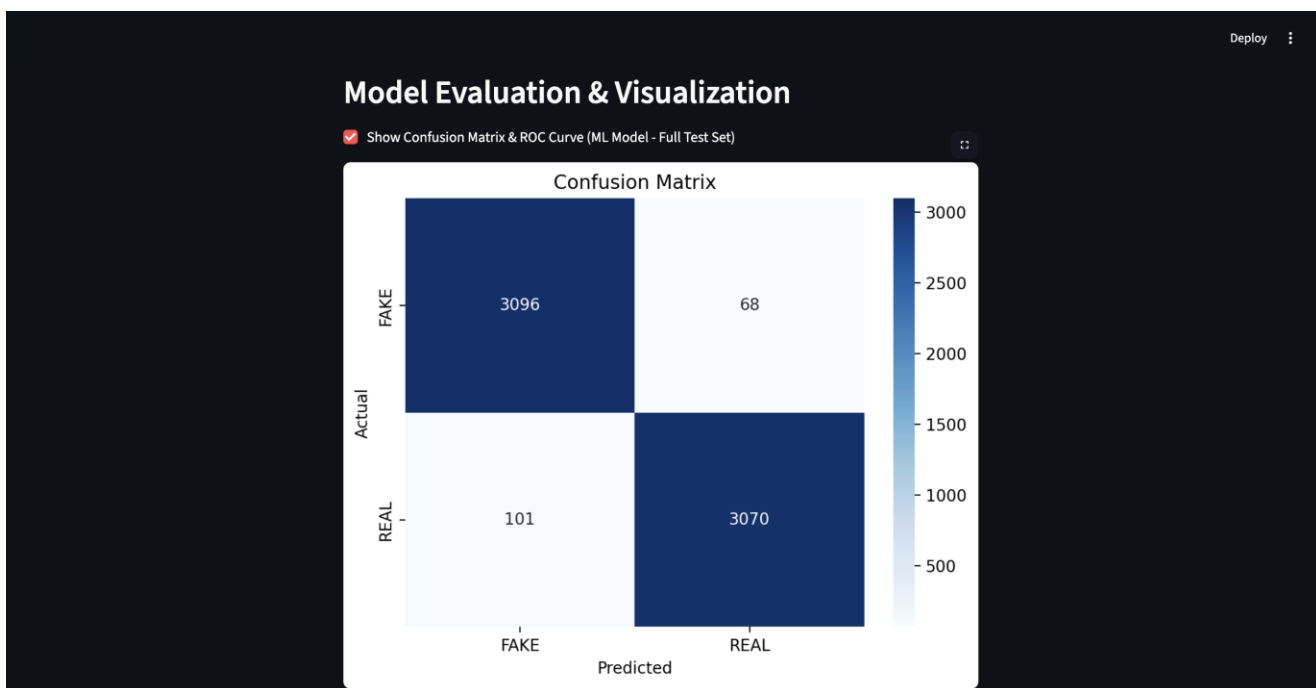 Deploy
Model Evaluation & Visualization
Show Confusion Matrix & ROC Curve (ML Model - Full Test Set)
Confusion Matrix
3000
FAKE
3096
68
2500
2000
Actual
1500
1000
REAL
101
3070
500
FAKE
REAL
Predicted